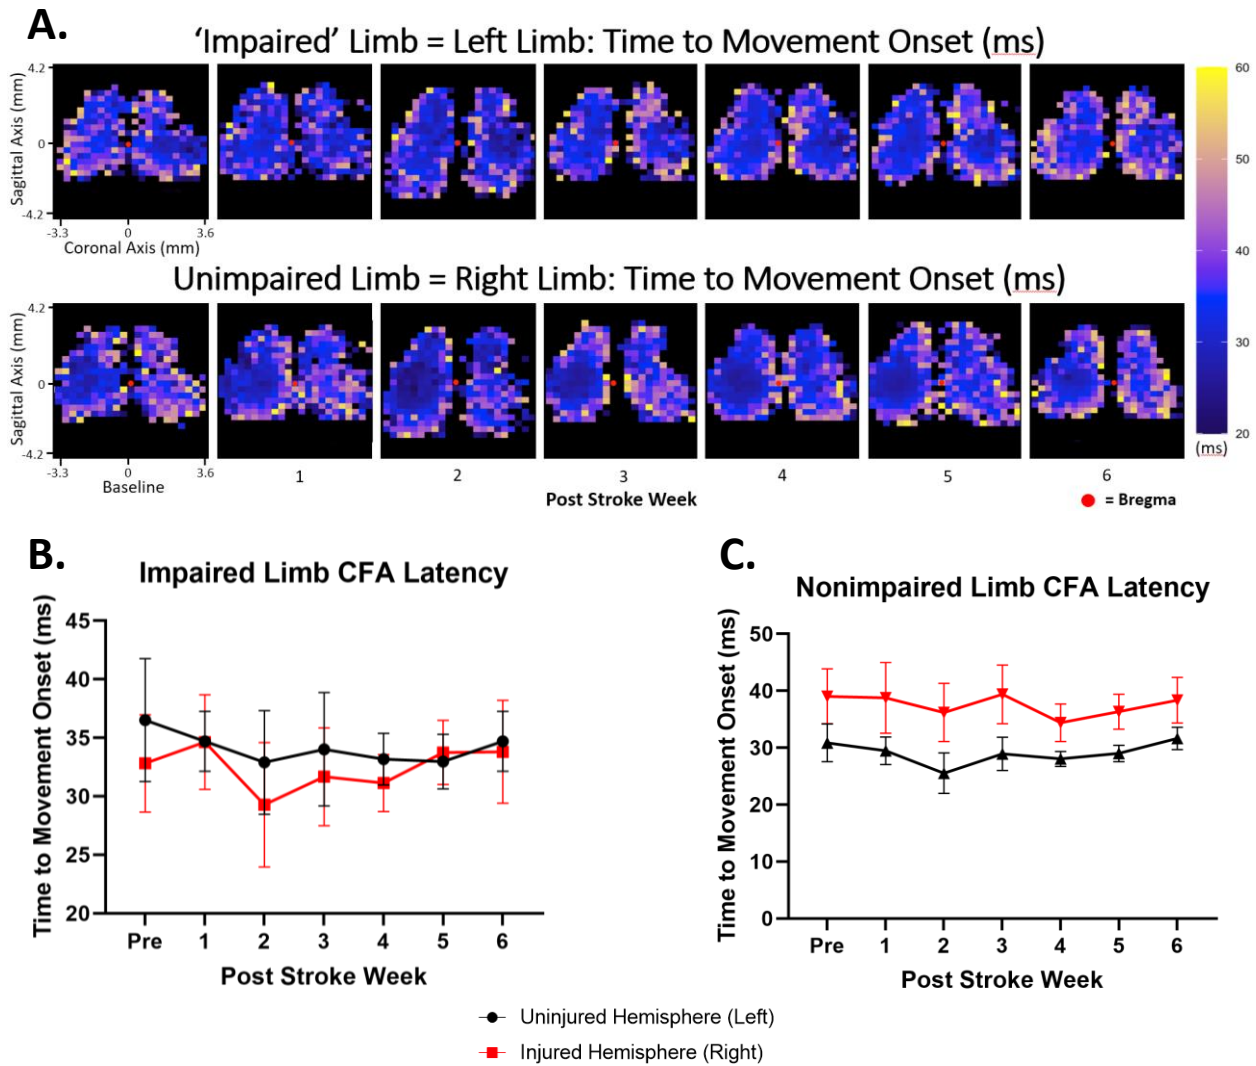 A.
‘Impaired’ Limb = Left Limb: Time to Movement Onset (ms)
Sagittal Axis (mm)
4.2
0
-4.2
-3.3 0 3.6
Coronal Axis (mm)
60
50
40
30
20
(ms)
Unimpaired Limb = Right Limb: Time to Movement Onset (ms)
Sagittal Axis (mm)
4.2
0
-4.2
-3.3 0 3.6
Baseline 1 2 3 4 5 6
Post Stroke Week
= Bregma
B.
Impaired Limb CFA Latency
Time to Movement Onset (ms)
45
40
35
30
25
20
Pre 1 2 3 4 5 6
Post Stroke Week
C.
Nonimpaired Limb CFA Latency
Time to Movement Onset (ms)
50
40
30
20
10
0
Pre 1 2 3 4 5 6
Post Stroke Week
Uninjured Hemisphere (Left)
Injured Hemisphere (Right)